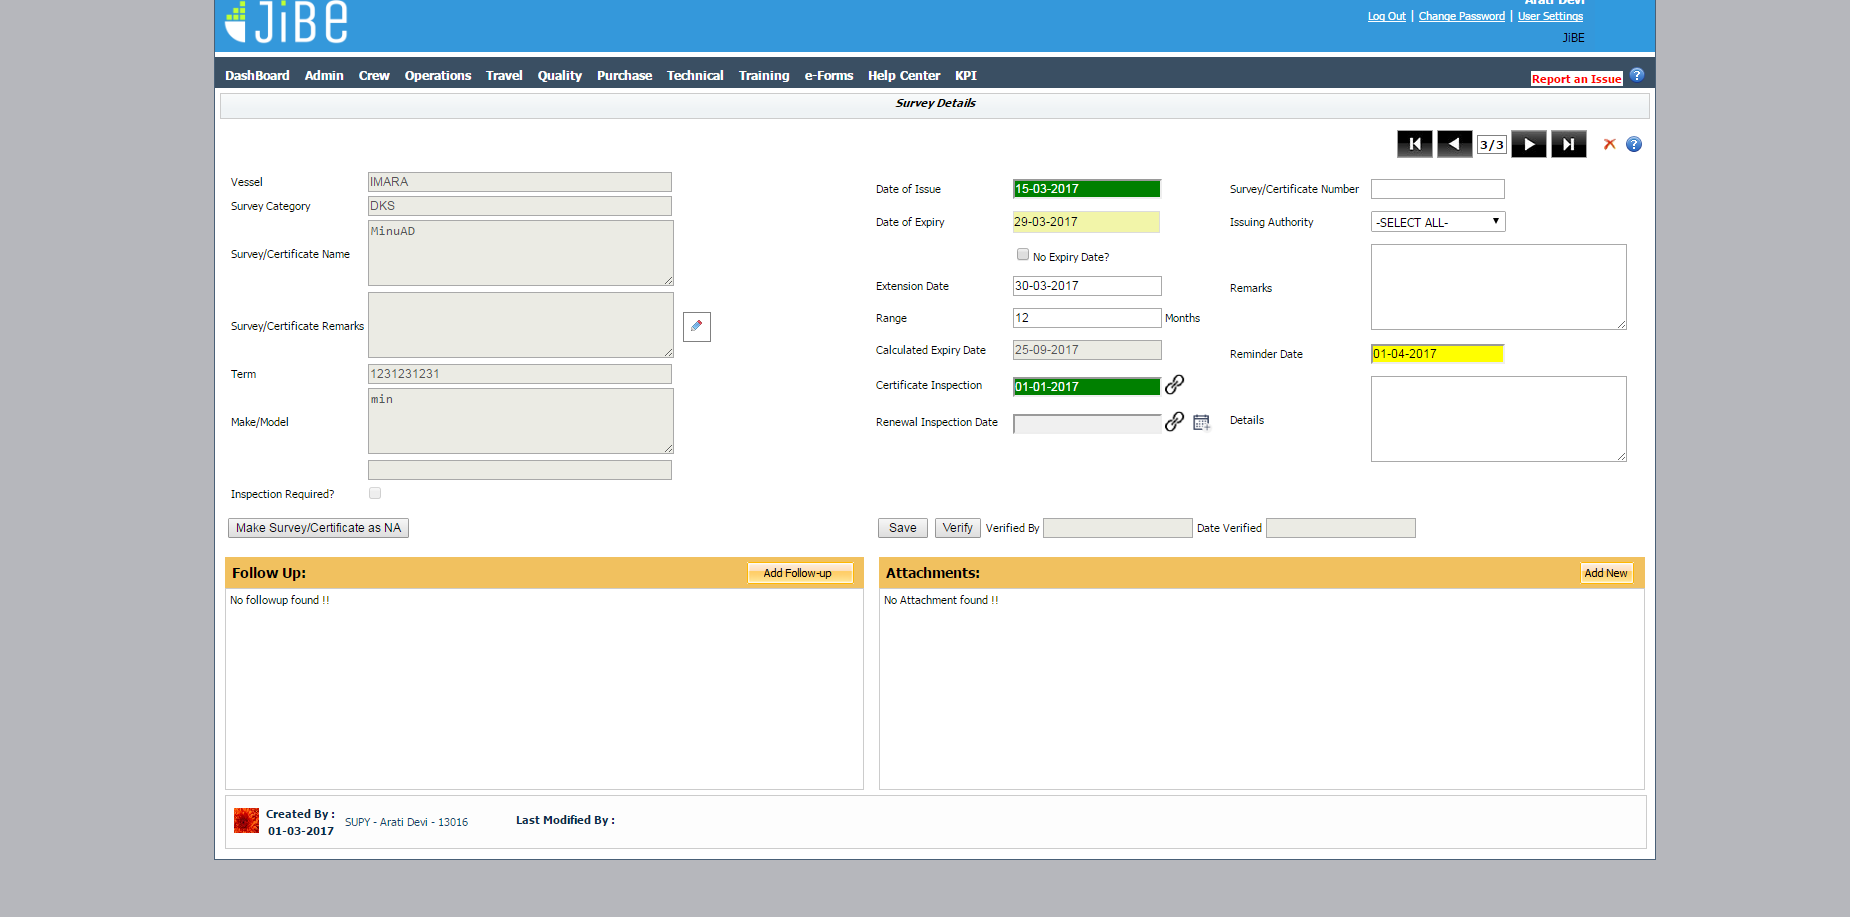 JiBE
Arati Devi
Log Out | Change Password | User Settings
JiBE
DashBoard Admin Crew Operations Travel Quality Purchase Technical Training e-Forms Help Center KPI
Report an Issue ?
Survey Details
3/3 ?
Vessel IMARA
Survey Category DKS
Survey/Certificate Name MinuAD
Survey/Certificate Remarks
Term 1231231231
Make/Model min
Inspection Required?
Make Survey/Certificate as NA
Date of Issue 15-03-2017
Date of Expiry 29-03-2017
No Expiry Date?
Extension Date 30-03-2017
Range 12 Months
Calculated Expiry Date 25-09-2017
Certificate Inspection 01-01-2017
Renewal Inspection Date
Survey/Certificate Number
Issuing Authority -SELECT ALL-
Remarks
Reminder Date 01-04-2017
Details
Save Verify Verified By Date Verified
Follow Up: Add Follow-up
No followup found !!
Attachments: Add New
No Attachment found !!
Created By :
01-03-2017
SUPY - Arati Devi - 13016
Last Modified By :